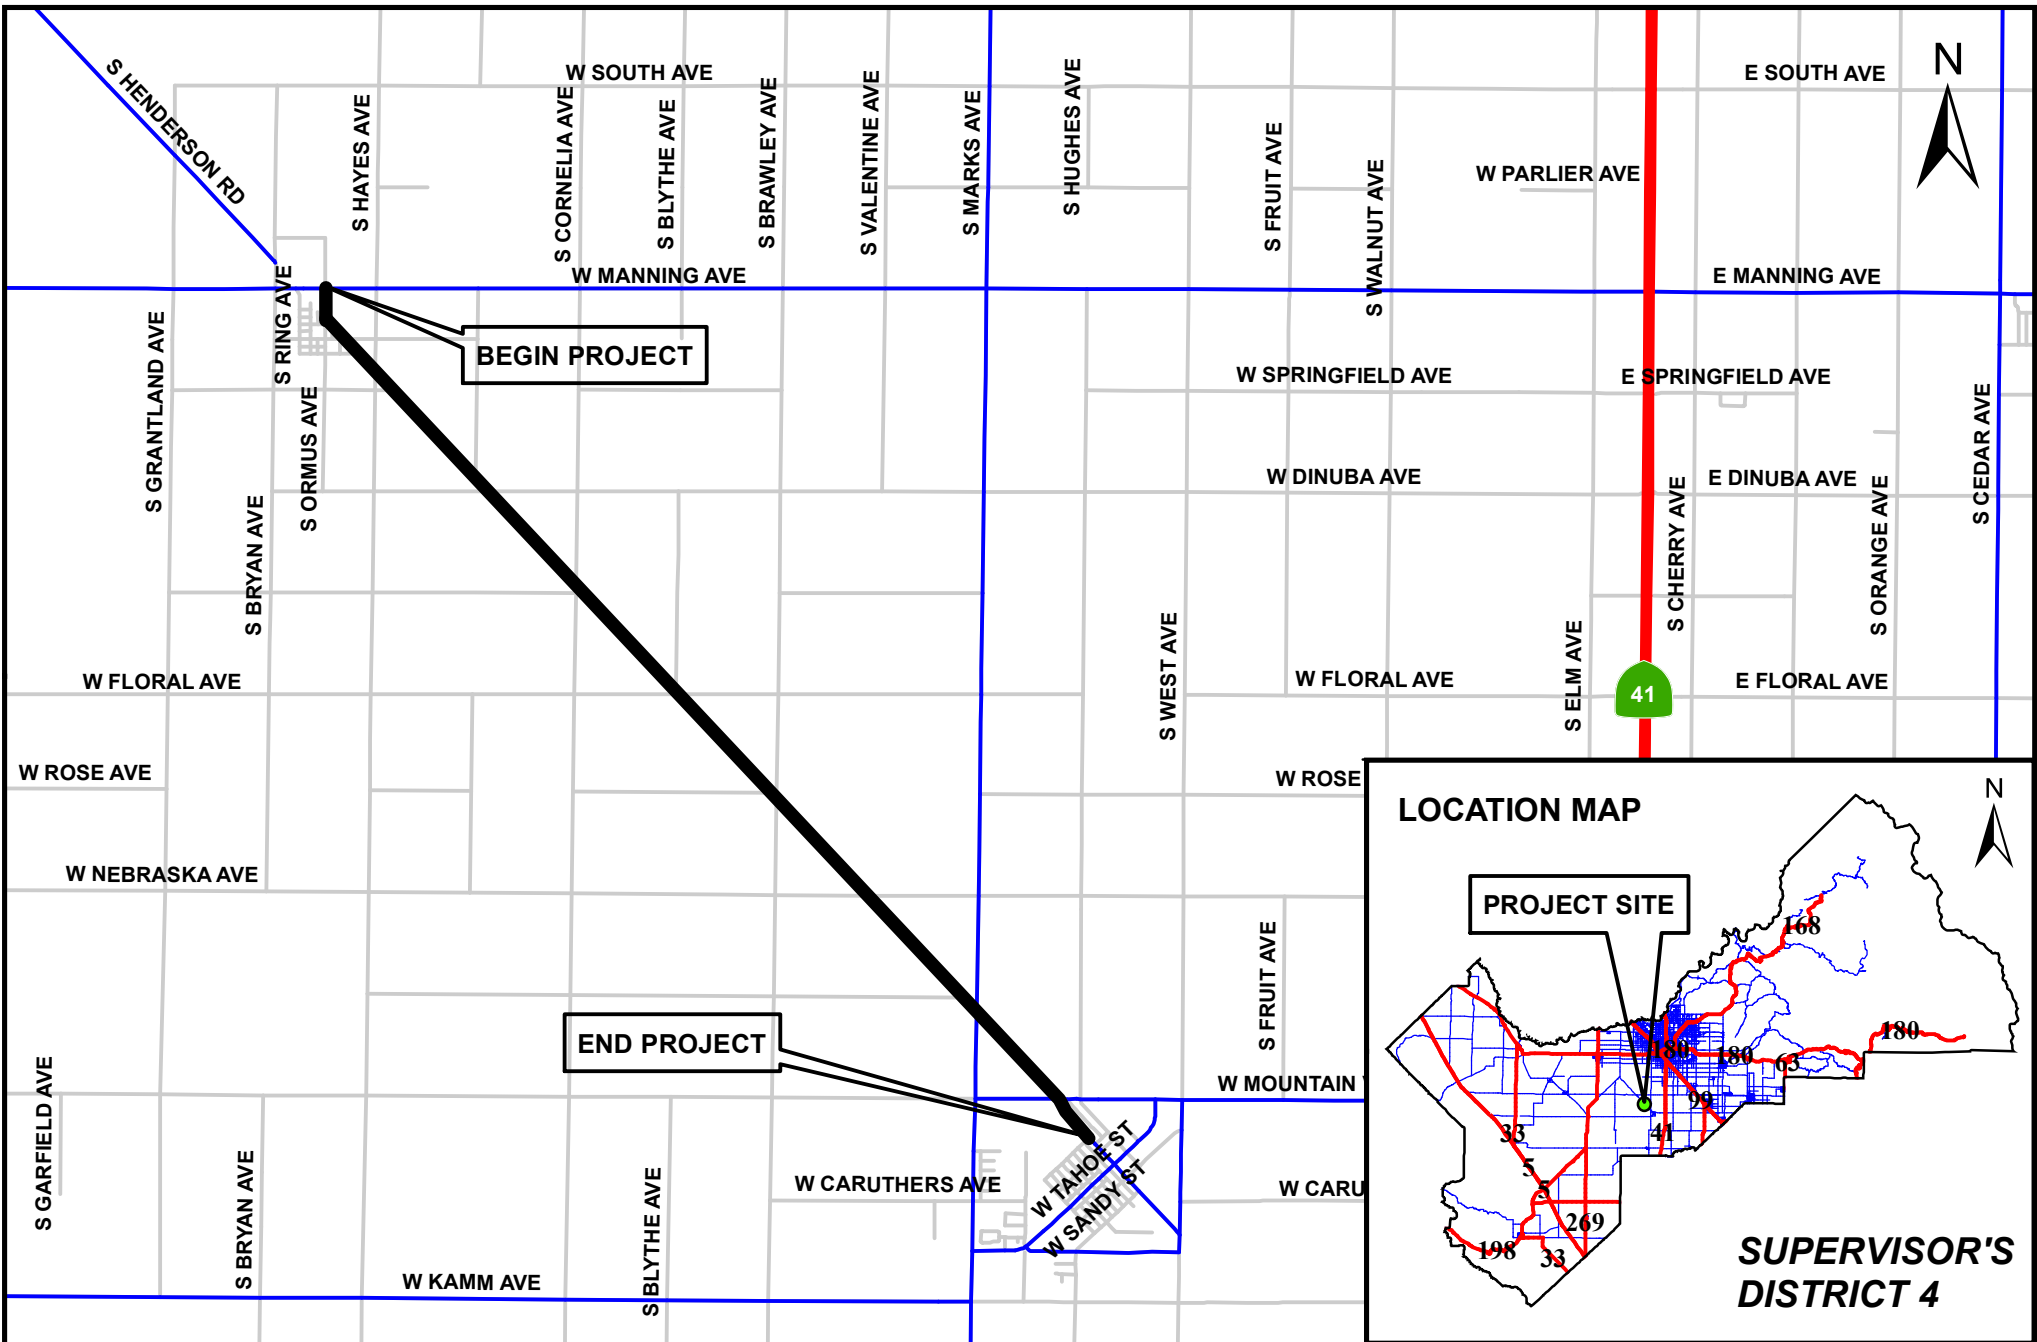 S HENDERSON RD
W SOUTH AVE
E SOUTH AVE
N
S HAYES AVE
S CORNELIA AVE
S BLYTHE AVE
S BRAWLEY AVE
S VALENTINE AVE
S MARKS AVE
S HUGHES AVE
S FRUIT AVE
S WALNUT AVE
W PARLIER AVE
W MANNING AVE
E MANNING AVE
S GRANTLAND AVE
S RING AVE
S ORMUS AVE
BEGIN PROJECT
W SPRINGFIELD AVE
E SPRINGFIELD AVE
S CEDAR AVE
W DINUBA AVE
E DINUBA AVE
S BRYAN AVE
S CHERRY AVE
S ORANGE AVE
S WEST AVE
S ELM AVE
W FLORAL AVE
W FLORAL AVE
41
E FLORAL AVE
W ROSE AVE
W ROSE
W NEBRASKA AVE
S FRUIT AVE
END PROJECT
W MOUNTAIN
S GARFIELD AVE
S BRYAN AVE
S BLYTHE AVE
W CARUTHERS AVE
W TAHOE ST
W SANDY ST
W CARU
W KAMM AVE
LOCATION MAP
N
PROJECT SITE
168
180
180
180
63
99
41
33
5
5
269
198
33
SUPERVISOR'S
DISTRICT 4